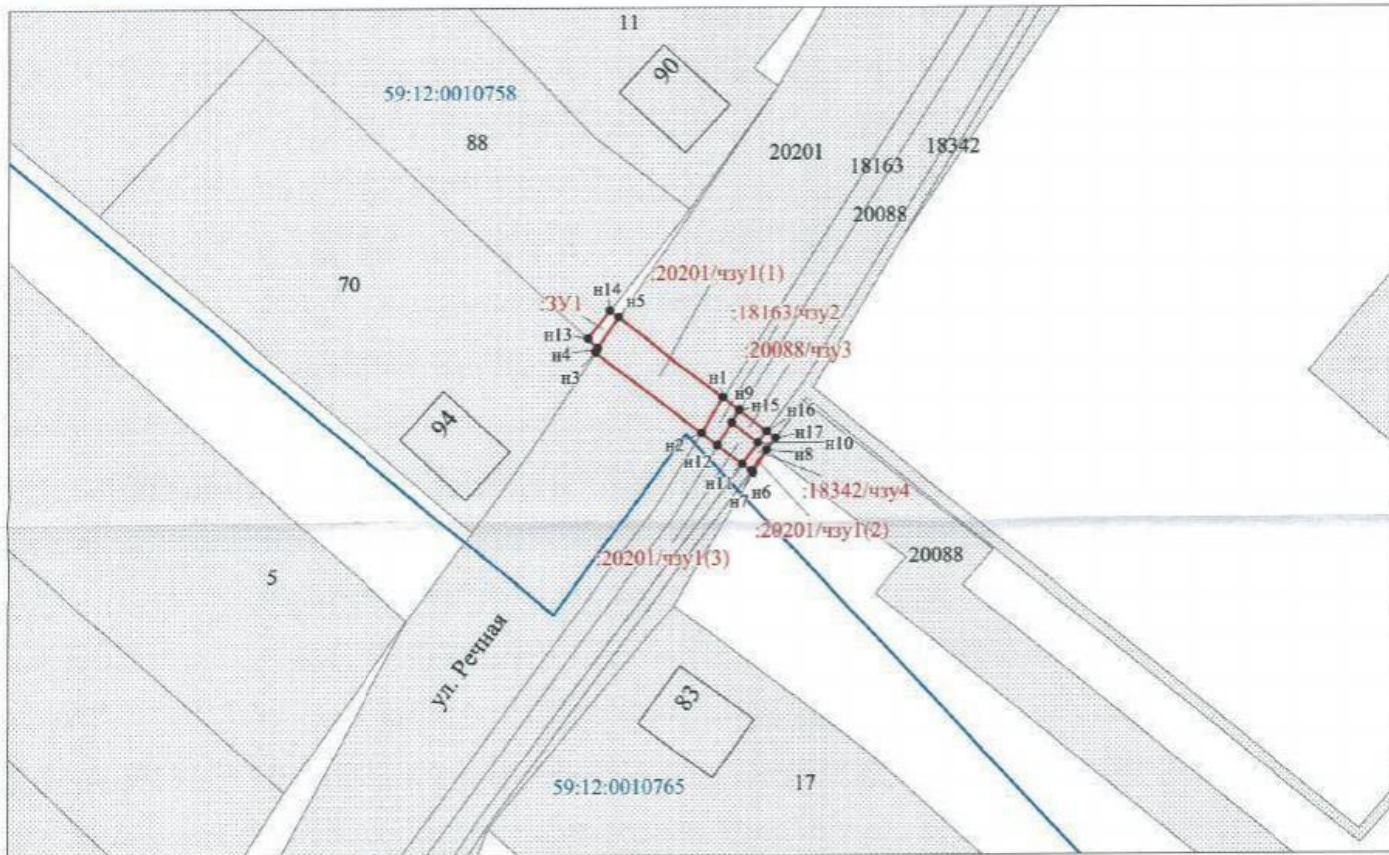 11
90
59:12:0010758
88
20201
18342
18163
20088
70
:20201/чзу1(1)
н14
н5
:ЗУ1
:18163/чзу2
н13
:20088/чзу3
н4
н3
н1
н9
н15
н16
94
н17
н2
н10
н8
н12
н11
:18342/чзу4
н6
н7
:20201/чзу1(2)
:20201/чзу1(3)
20088
5
ул. Речная
83
59:12:0010765
17